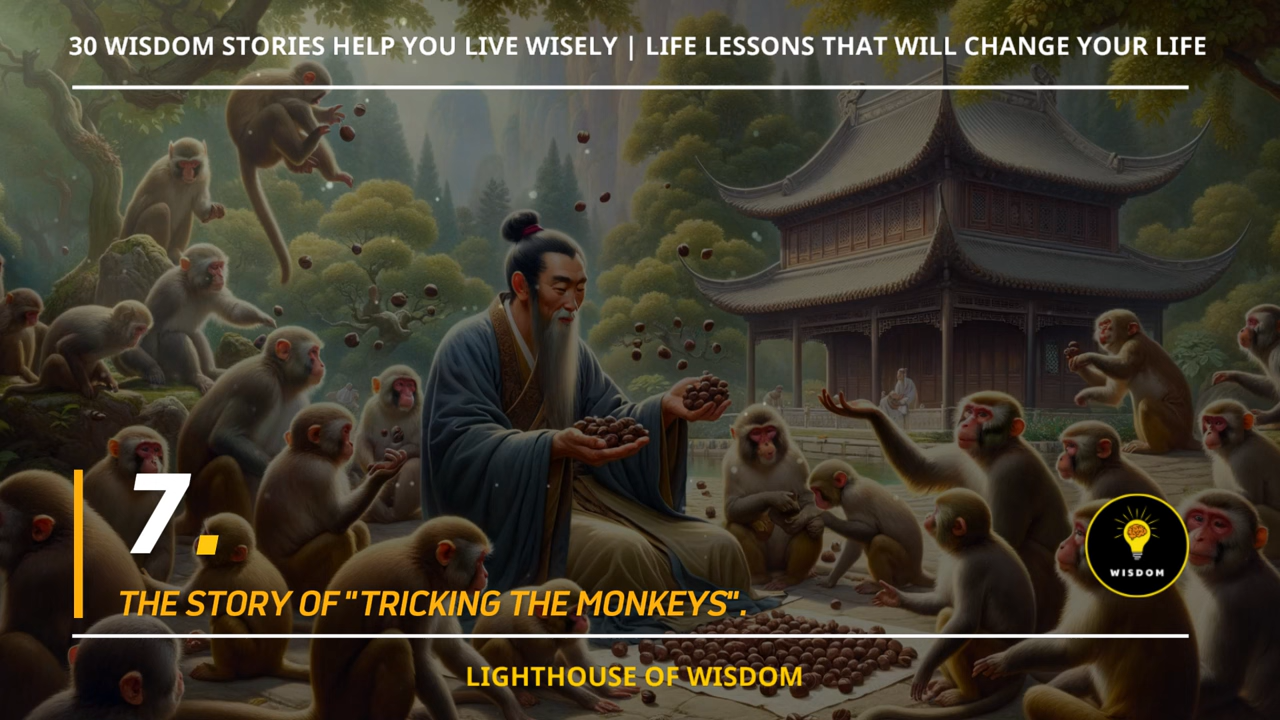 30 WISDOM STORIES HELP YOU LIVE WISELY | LIFE LESSONS THAT WILL CHANGE YOUR LIFE
7.
THE STORY OF "TRICKING THE MONKEYS".
WISDOM
LIGHTHOUSE OF WISDOM